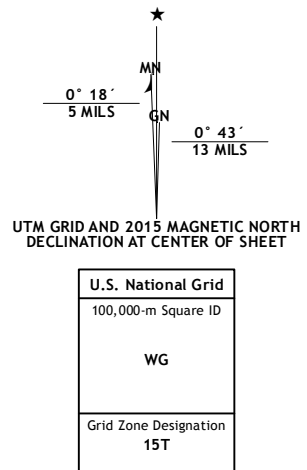 ★
MN
0° 18´
5 MILS
GN
0° 43´
13 MILS
UTM GRID AND 2015 MAGNETIC NORTH
DECLINATION AT CENTER OF SHEET
U.S. National Grid
100,000-m Square ID
WG
Grid Zone Designation
15T